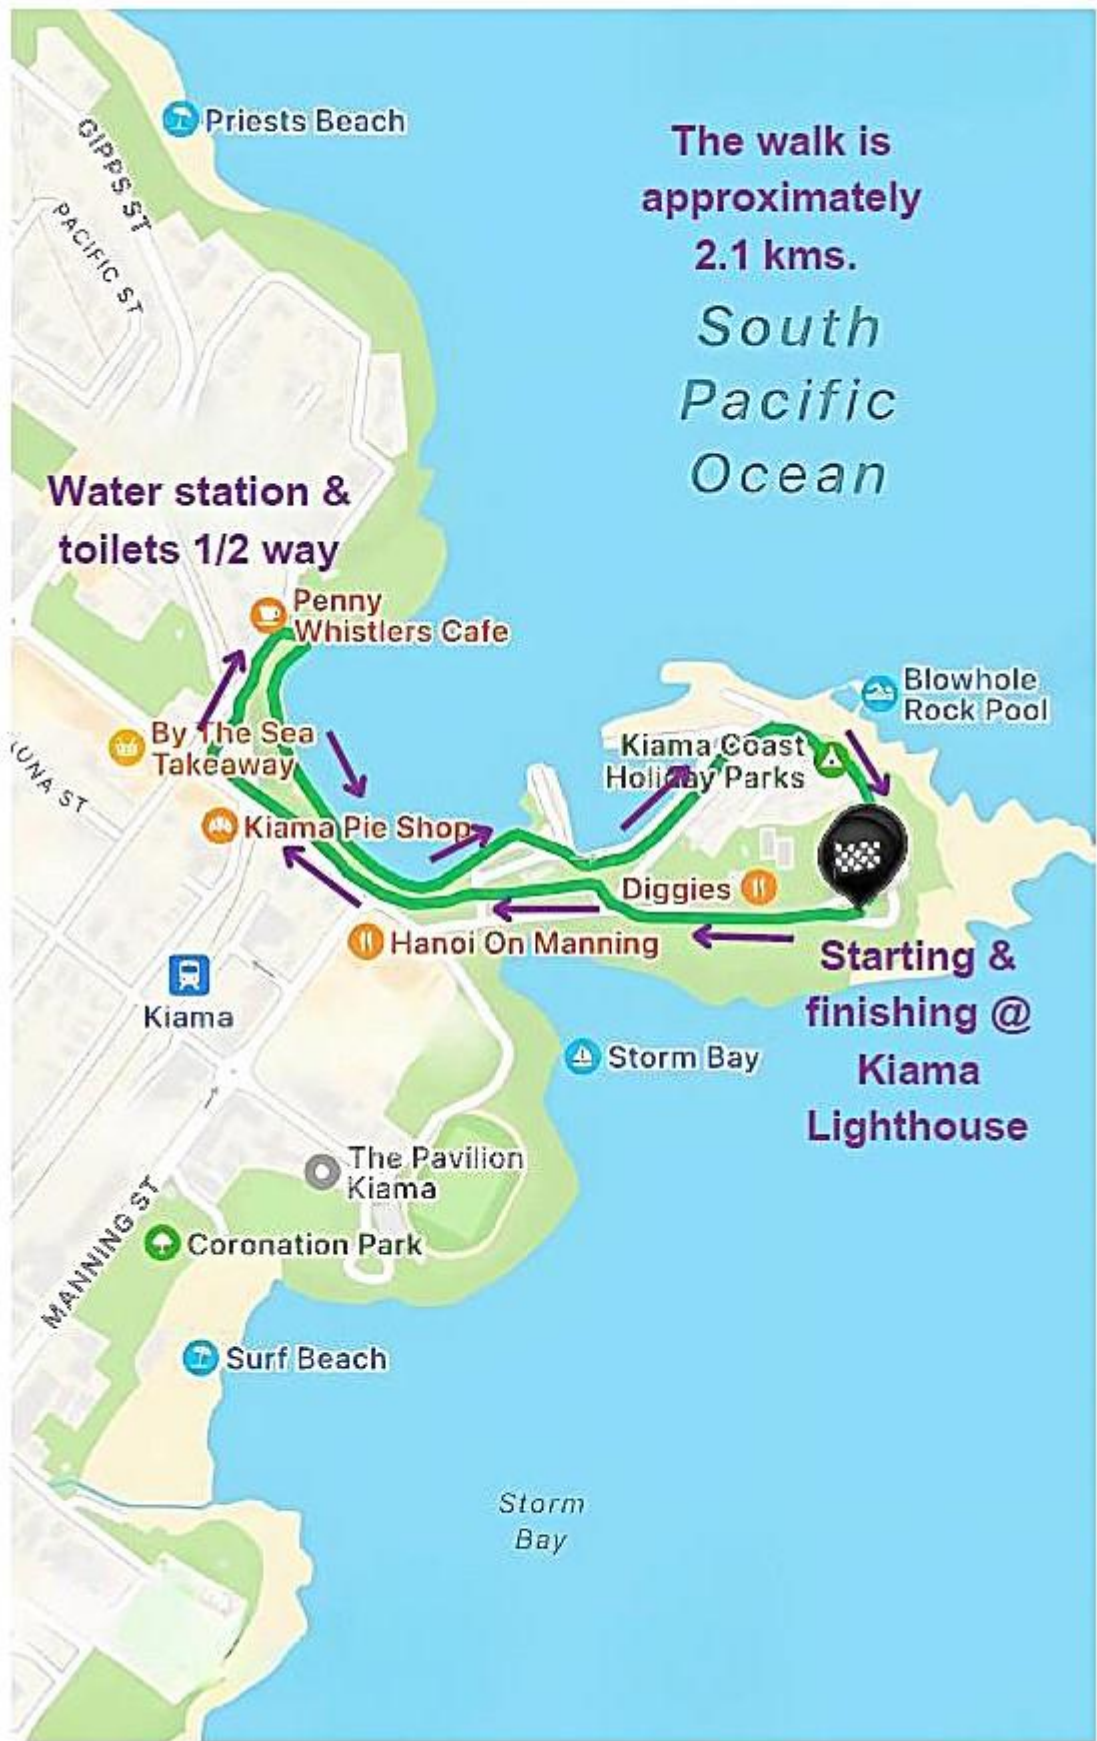 Priests Beach
GIPPS ST
PACIFIC ST
The walk is
approximately
2.1 kms.
South
Pacific
Ocean
Water station &
toilets 1/2 way
Penny
Whistlers Cafe
By The Sea
Takeaway
Blowhole
Rock Pool
Kiama Coast
Holiday Parks
Kiama Pie Shop
Diggies
Hanoi On Manning
Kiama
Starting &
finishing @
Kiama
Lighthouse
Storm Bay
The Pavilion
Kiama
MANNING ST
Coronation Park
Surf Beach
Storm
Bay